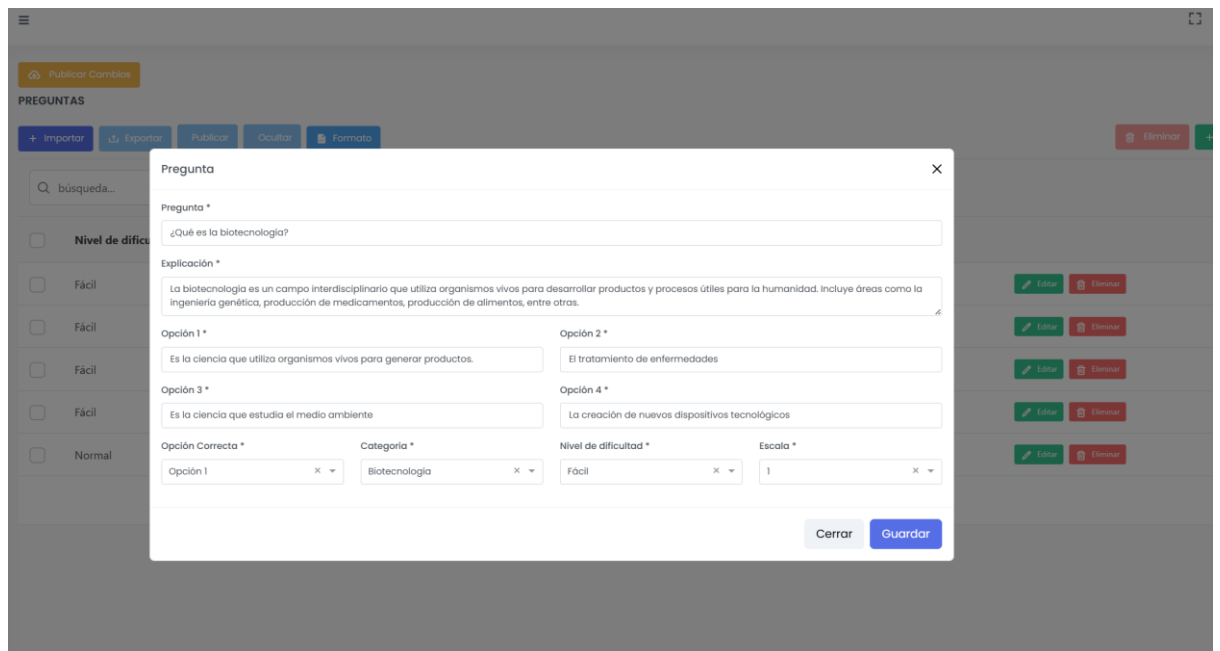 Publicar Cambios
PREGUNTAS
+ Importar Exportar Publicar Ocultar Formato Eliminar +
búsqueda...
Pregunta
Pregunta *
¿Qué es la biotecnología?
Explicación *
La biotecnología es un campo interdisciplinario que utiliza organismos vivos para desarrollar productos y procesos útiles para la humanidad. Incluye áreas como la
ingeniería genética, producción de medicamentos, producción de alimentos, entre otras.
Opción 1 * Opción 2 *
Es la ciencia que utiliza organismos vivos para generar productos. El tratamiento de enfermedades
Opción 3 * Opción 4 *
Es la ciencia que estudia el medio ambiente La creación de nuevos dispositivos tecnológicos
Opción Correcta * Categoria * Nivel de dificultad * Escala *
Opción 1 Biotecnología Fácil 1
Cerrar Guardar
Nivel de dificu
Fácil Editar Eliminar
Fácil Editar Eliminar
Fácil Editar Eliminar
Fácil Editar Eliminar
Normal Editar Eliminar